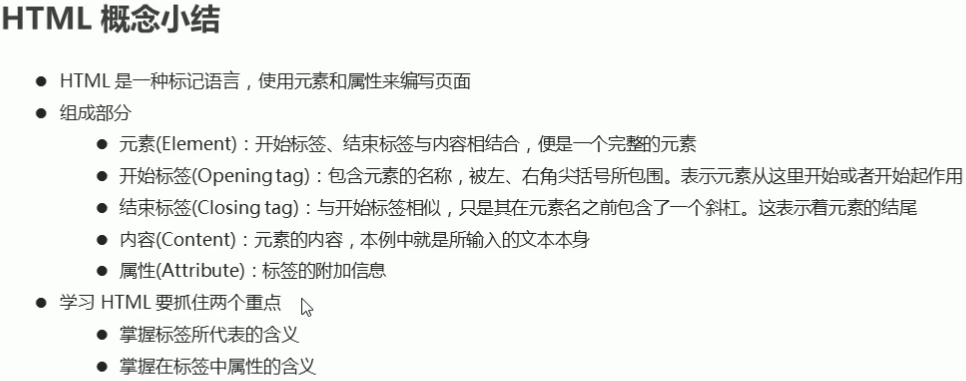 HTML 概念小结
● HTML 是一种标记语言，使用元素和属性来编写页面
● 组成部分
● 元素(Element)：开始标签、结束标签与内容相结合，便是一个完整的元素
● 开始标签(Opening tag)：包含元素的名称，被左、右角尖括号所包围。表示元素从这里开始或者开始起作用
● 结束标签(Closing tag)：与开始标签相似，只是其在元素名之前包含了一个斜杠。这表示着元素的结尾
● 内容(Content)：元素的内容，本例中就是所输入的文本本身
● 属性(Attribute)：标签的附加信息
● 学习 HTML 要抓住两个重点
● 掌握标签所代表的含义
● 掌握在标签中属性的含义